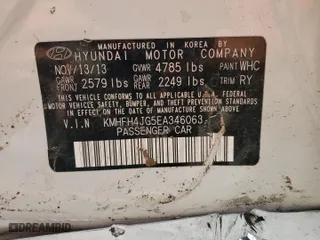 MANUFACTURED IN KOREA BY
HYUNDAI MOTOR COMPANY
NOV/13/13 GVWR 4785 lbs PAINT WHC
GAWR FRONT 2579 lbs GAWR REAR 2249 lbs TRIM RY
THIS VEHICLE CONFORMS TO ALL APPLICABLE
FEDERAL MOTOR VEHICLE SAFETY, BUMPER,
AND THEFT PREVENTION STANDARDS IN EFFECT
ON THE DATE OF MANUFACTURE SHOWN ABOVE.
V.I.N KMHFH4JG5EA346063
PASSENGER CAR